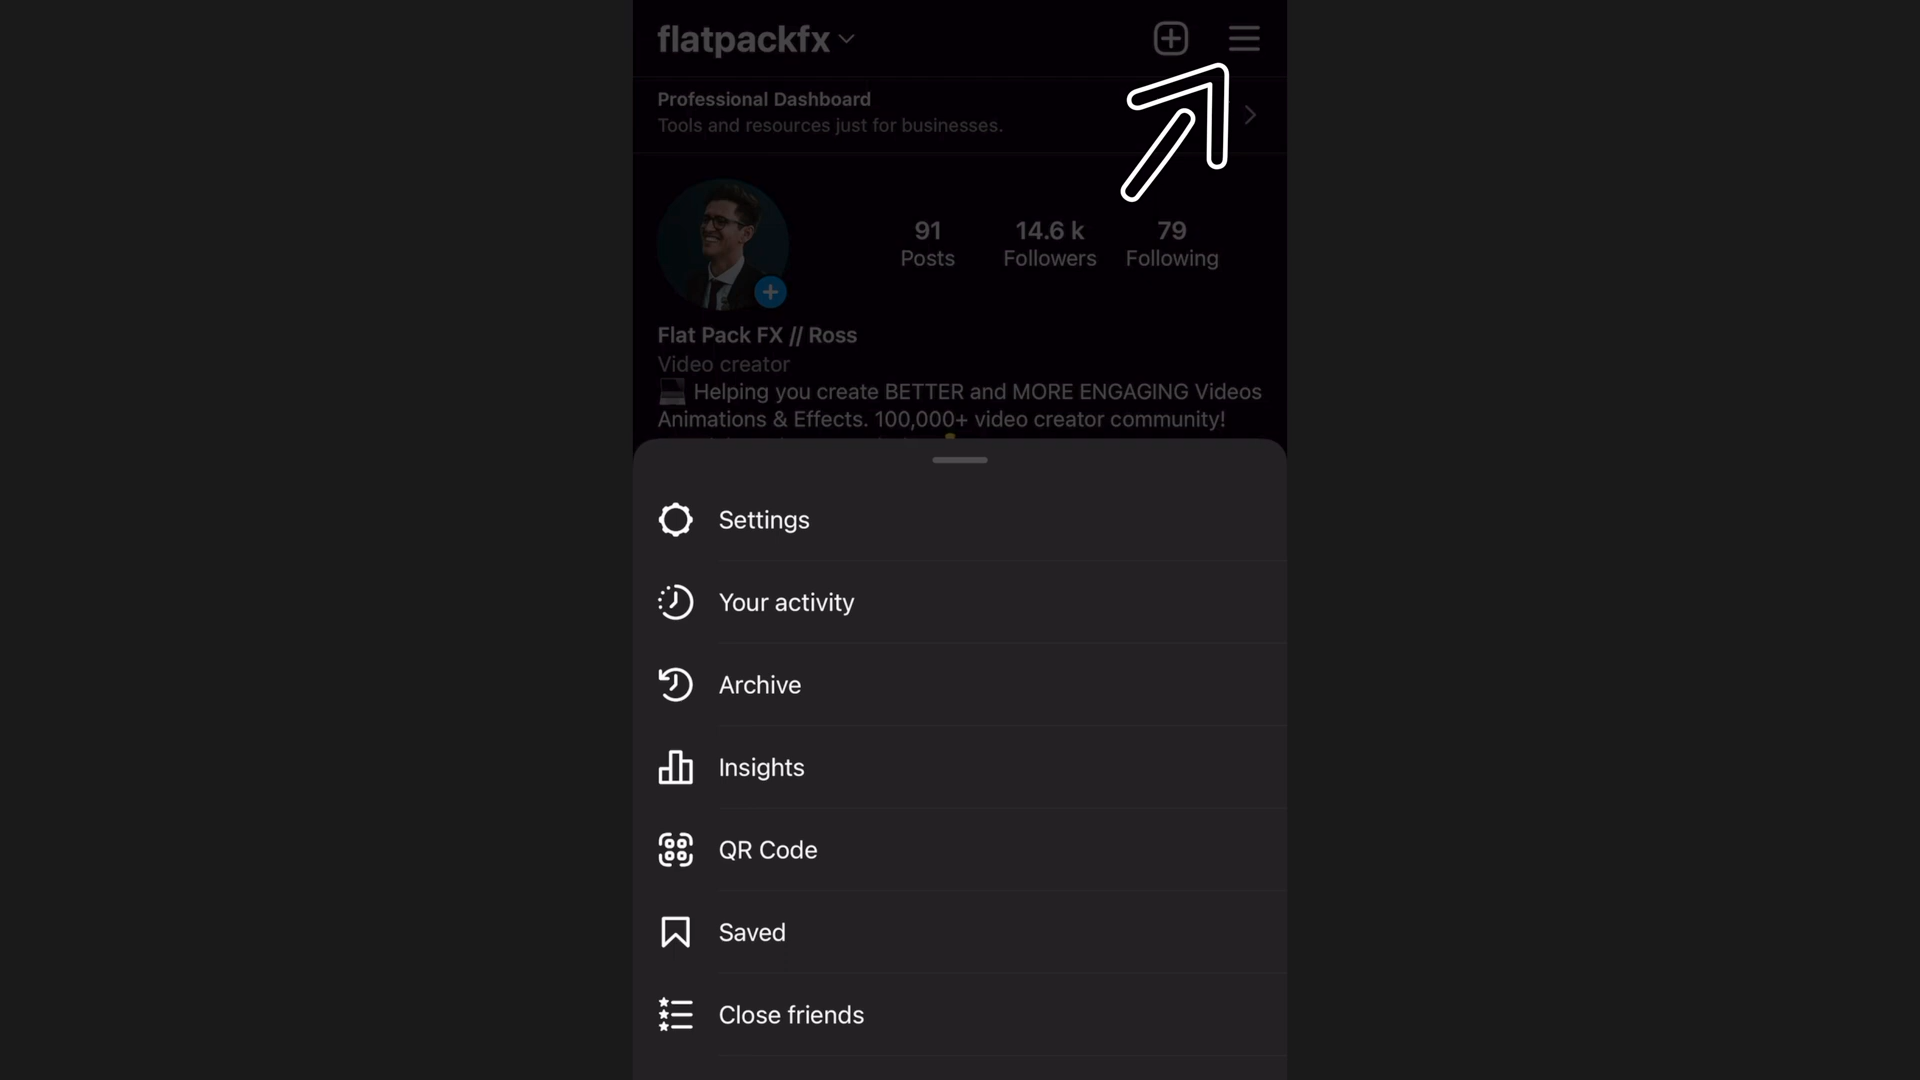 flatpackfx
Professional Dashboard
Tools and resources just for businesses.
91
Posts
14.6 k
Followers
79
Following
Flat Pack FX // Ross
Video creator
Helping you create BETTER and MORE ENGAGING Videos
Animations & Effects. 100,000+ video creator community!
Settings
Your activity
Archive
Insights
QR Code
Saved
Close friends